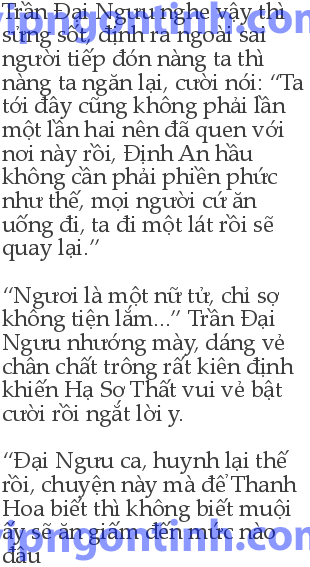 Trần Đại Ngưu nghe vậy thì
sửng sốt, định ra ngoài sai
người tiếp đón nàng ta thì
nàng ta ngăn lại, cười nói: “Ta
tới đây cũng không phải lần
một lần hai nên đã quen với
nơi này rồi, Định An hầu
không cần phải phiền phức
như thế, mọi người cứ ăn
uống đi, ta đi một lát rồi sẽ
quay lại.”
“Ngươi là một nữ tử, chỉ sợ
không tiện lắm...” Trần Đại
Ngưu nhướng mày, dáng vẻ
chân chất trông rất kiên định
khiến Hạ Sơ Thất vui vẻ bật
cười rồi ngắt lời y.
“Đại Ngưu ca, huynh lại thế
rồi, chuyện này mà để Thanh
Hoa biết thì không biết muội
ấy sẽ ăn giấm đến mức nào
đâu
vipngontinh.com